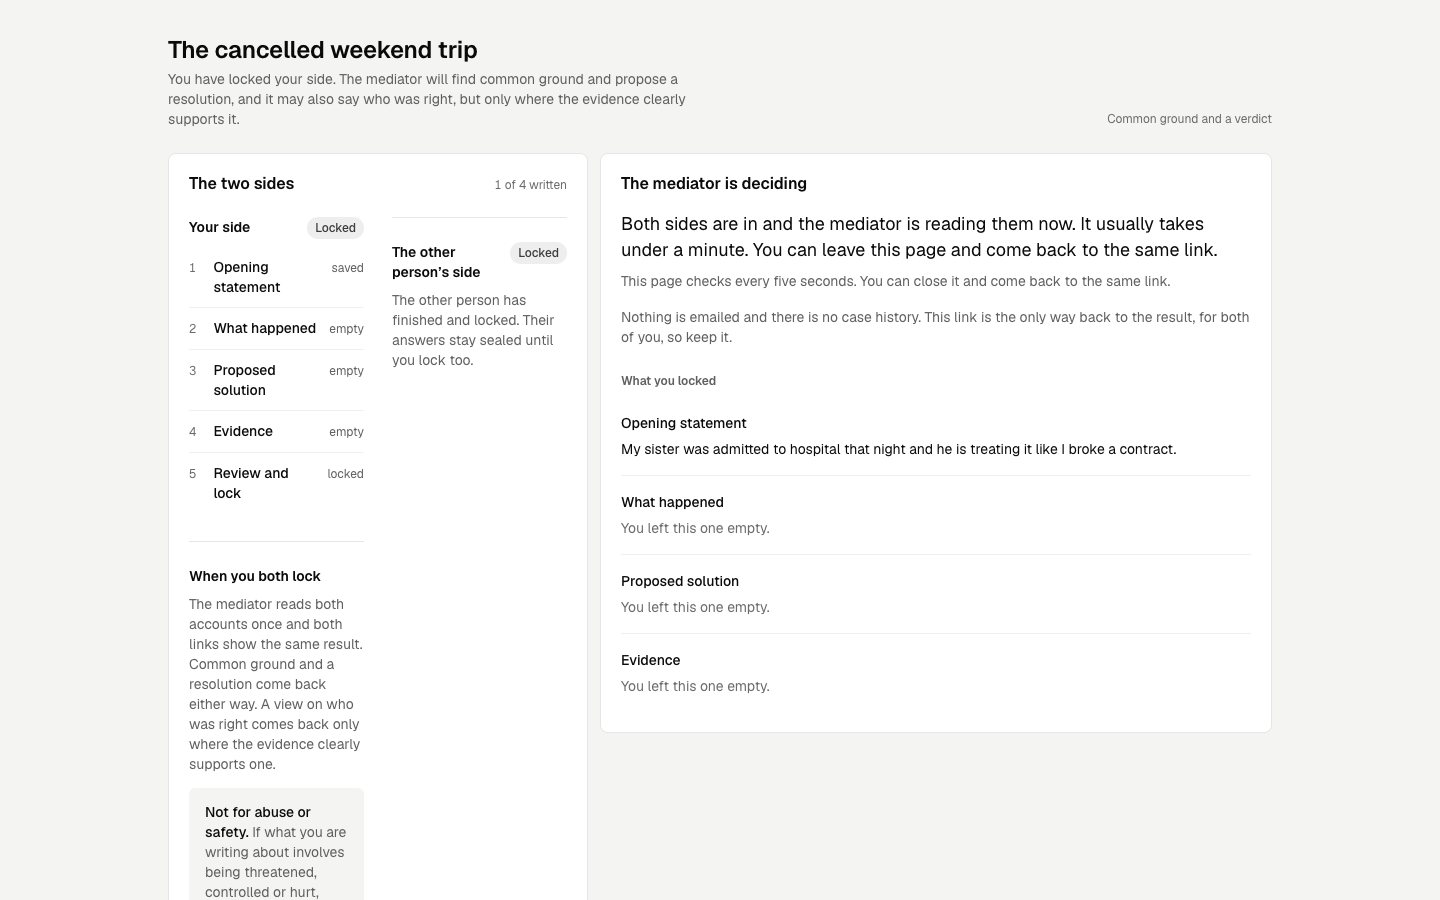 The cancelled weekend trip
You have locked your side. The mediator will find common ground and propose a
resolution, and it may also say who was right, but only where the evidence clearly
supports it.
Common ground and a verdict
The two sides
1 of 4 written
Your side
Locked
1 Opening statement saved
2 What happened empty
3 Proposed solution empty
4 Evidence empty
5 Review and lock locked
When you both lock
The mediator reads both
accounts once and both
links show the same result.
Common ground and a
resolution come back
either way. A view on who
was right comes back only
where the evidence clearly
supports one.
Not for abuse or
safety. If what you are
writing about involves
being threatened,
controlled or hurt,
The other
person’s side
Locked
The other person has
finished and locked. Their
answers stay sealed until
you lock too.
The mediator is deciding
Both sides are in and the mediator is reading them now. It usually takes
under a minute. You can leave this page and come back to the same link.
This page checks every five seconds. You can close it and come back to the same link.
Nothing is emailed and there is no case history. This link is the only way back to the result, for both
of you, so keep it.
What you locked
Opening statement
My sister was admitted to hospital that night and he is treating it like I broke a contract.
What happened
You left this one empty.
Proposed solution
You left this one empty.
Evidence
You left this one empty.